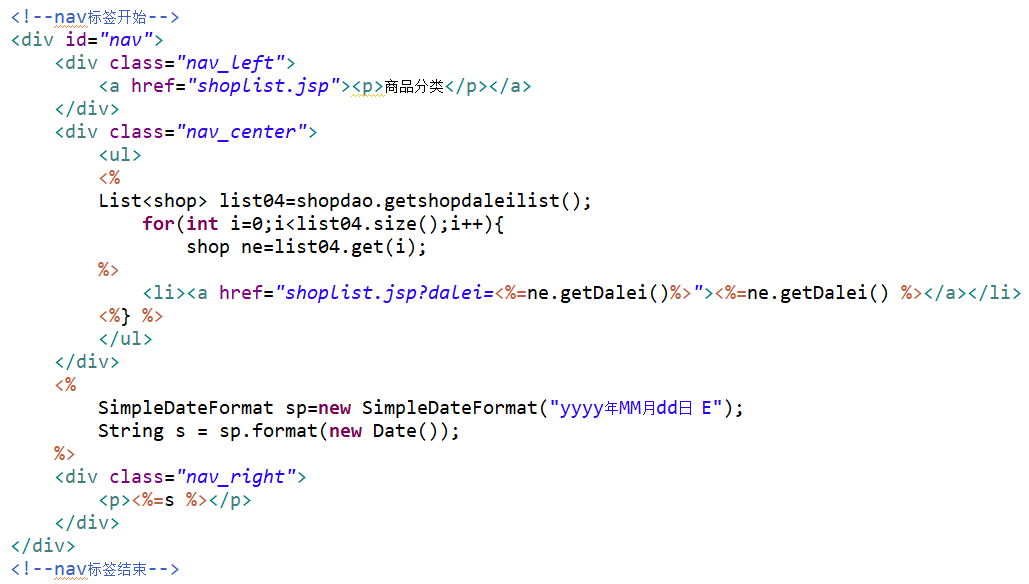 <!--nav标签开始-->
<div id="nav">
    <div class="nav_left">
        <a href="shoplist.jsp"><p>商品分类</p></a>
    </div>
    <div class="nav_center">
        <ul>
        <%
        List<shop> list04=shopdao.getshopdaleilist();
            for(int i=0;i<list04.size();i++){
                shop ne=list04.get(i);
        %>
            <li><a href="shoplist.jsp?dalei=<%=ne.getDalei()%>"><%=ne.getDalei() %></a></li>
        <%} %>
        </ul>
    </div>
    <%
        SimpleDateFormat sp=new SimpleDateFormat("yyyy年MM月dd日 E");
        String s = sp.format(new Date());
    %>
    <div class="nav_right">
        <p><%=s %></p>
    </div>
</div>
<!--nav标签结束-->